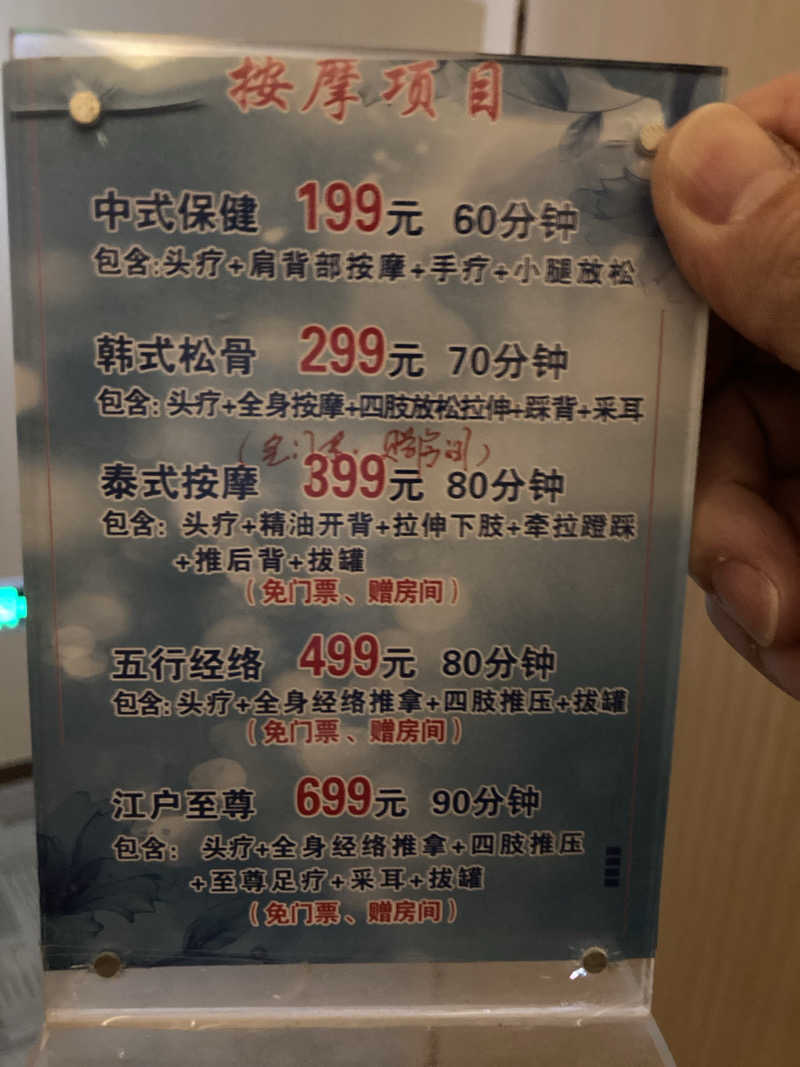 按摩项目
中式保健 199元 60分钟
包含:头疗+肩背部按摩+手疗+小腿放松
韩式松骨 299元 70分钟
包含:头疗+全身按摩+四肢放松拉伸+踩背+采耳
(免门票、赠房间)
泰式按摩 399元 80分钟
包含: 头疗+精油开背+拉伸下肢+牵拉蹬踩
+推后背+拔罐
(免门票、赠房间)
五行经络 499元 80分钟
包含:头疗+全身经络推拿+四肢推压+拔罐
(免门票、赠房间)
江户至尊 699元 90分钟
包含: 头疗+全身经络推拿+四肢推压
+至尊足疗+采耳+拔罐
(免门票、赠房间)